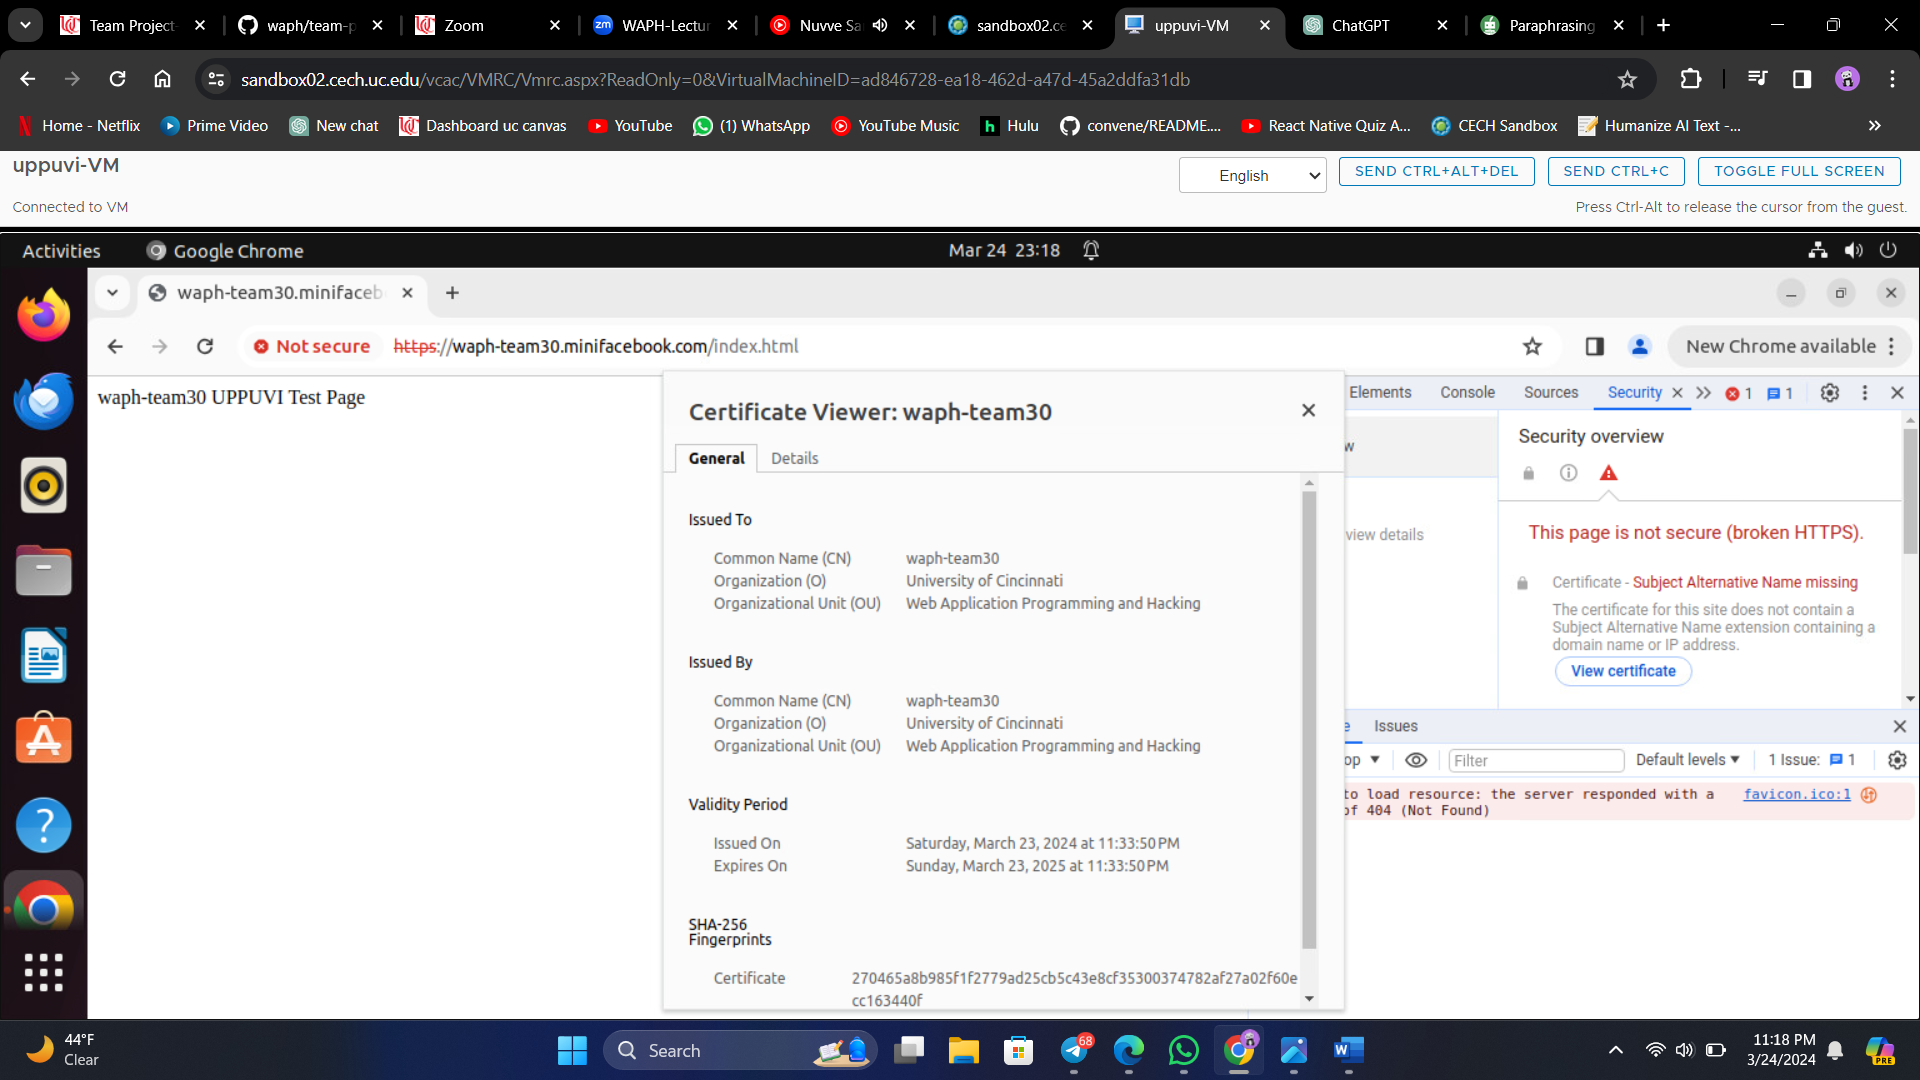 Team Project-
waph/team-p
Zoom
zm WAPH-Lectur
Nuvve Sa
sandbox02.ce
uppuvi-VM
ChatGPT
Paraphrasing
sandbox02.cech.uc.edu/vcac/VMRC/Vmrc.aspx?ReadOnly=0&VirtualMachineID=ad846728-ea18-462d-a47d-45a2ddfa31db
Home - Netflix
Prime Video
New chat
Dashboard uc canvas
YouTube
(1) WhatsApp
YouTube Music
h Hulu
convene/README....
React Native Quiz A...
CECH Sandbox
Humanize AI Text -...
uppuvi-VM
English
SEND CTRL+ALT+DEL
SEND CTRL+C
TOGGLE FULL SCREEN
Connected to VM
Press Ctrl-Alt to release the cursor from the guest.
Activities
Google Chrome
Mar 24 23:18
waph-team30.minifaceb
Not secure
https://waph-team30.minifacebook.com/index.html
New Chrome available
waph-team30 UPPUVI Test Page
Certificate Viewer: waph-team30
General
Details
Issued To
Common Name (CN) waph-team30
Organization (O) University of Cincinnati
Organizational Unit (OU) Web Application Programming and Hacking
Issued By
Common Name (CN) waph-team30
Organization (O) University of Cincinnati
Organizational Unit (OU) Web Application Programming and Hacking
Validity Period
Issued On Saturday, March 23, 2024 at 11:33:50 PM
Expires On Sunday, March 23, 2025 at 11:33:50 PM
SHA-256
Fingerprints
Certificate 270465a8b985f1f2779ad25cb5c43e8cf35300374782af27a02f60e
cc163440f
Elements
Console
Sources
Security
1
1
w
view details
Security overview
This page is not secure (broken HTTPS).
Certificate - Subject Alternative Name missing
The certificate for this site does not contain a
Subject Alternative Name extension containing a
domain name or IP address.
View certificate
e
Issues
op
Filter
Default levels
1 Issue: 1
to load resource: the server responded with a favicon.ico:1
of 404 (Not Found)
44°F
Clear
Search
68
11:18 PM
3/24/2024
PRE